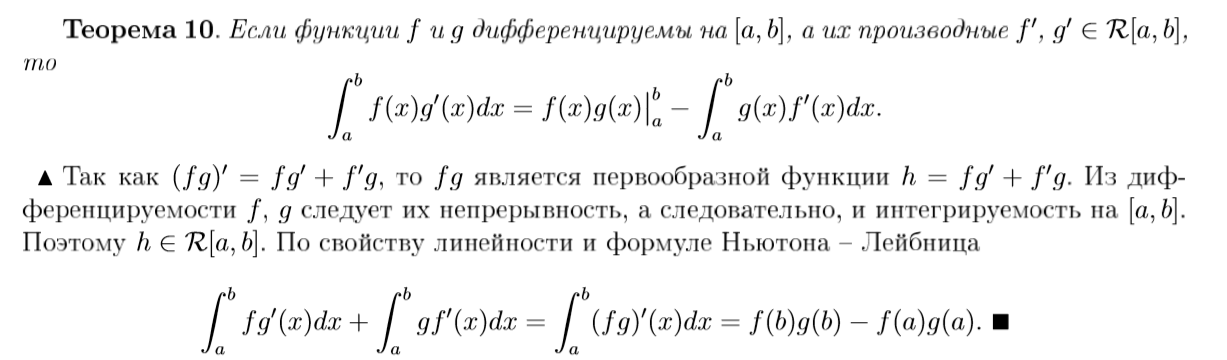 Теорема 10. Если функции f и g дифференцируемы на [a, b], а их производные f′, g′ ∈ ℛ[a, b],
то
∫_a^b f(x)g′(x)dx = f(x)g(x)|_a^b − ∫_a^b g(x)f′(x)dx.
▲ Так как (fg)′ = fg′ + f′g, то fg является первообразной функции h = fg′ + f′g. Из диф-
ференцируемости f, g следует их непрерывность, а следовательно, и интегрируемость на [a, b].
Поэтому h ∈ ℛ[a, b]. По свойству линейности и формуле Ньютона – Лейбница
∫_a^b fg′(x)dx + ∫_a^b gf′(x)dx = ∫_a^b (fg)′(x)dx = f(b)g(b) − f(a)g(a). ■